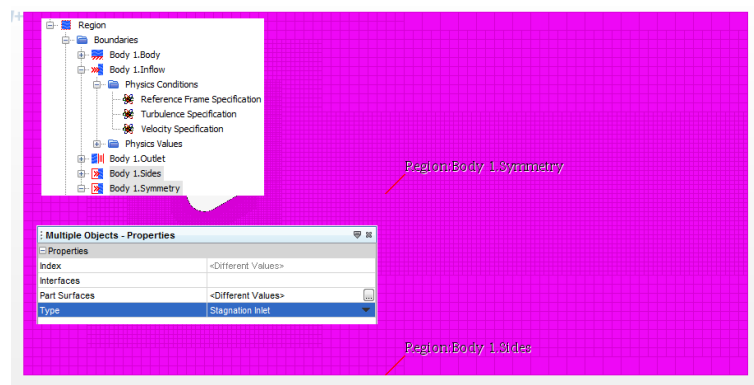 Region
Boundaries
Body 1.Body
Body 1.Inflow
Physics Conditions
Reference Frame Specification
Turbulence Specification
Velocity Specification
Physics Values
Body 1.Outlet
Body 1.Sides
Body 1.Symmetry
Region:Body 1.Symmetry
Multiple Objects - Properties
Properties
Index <Different Values>
Interfaces
Part Surfaces <Different Values> ...
Type Stagnation Inlet
Region:Body 1.Sides